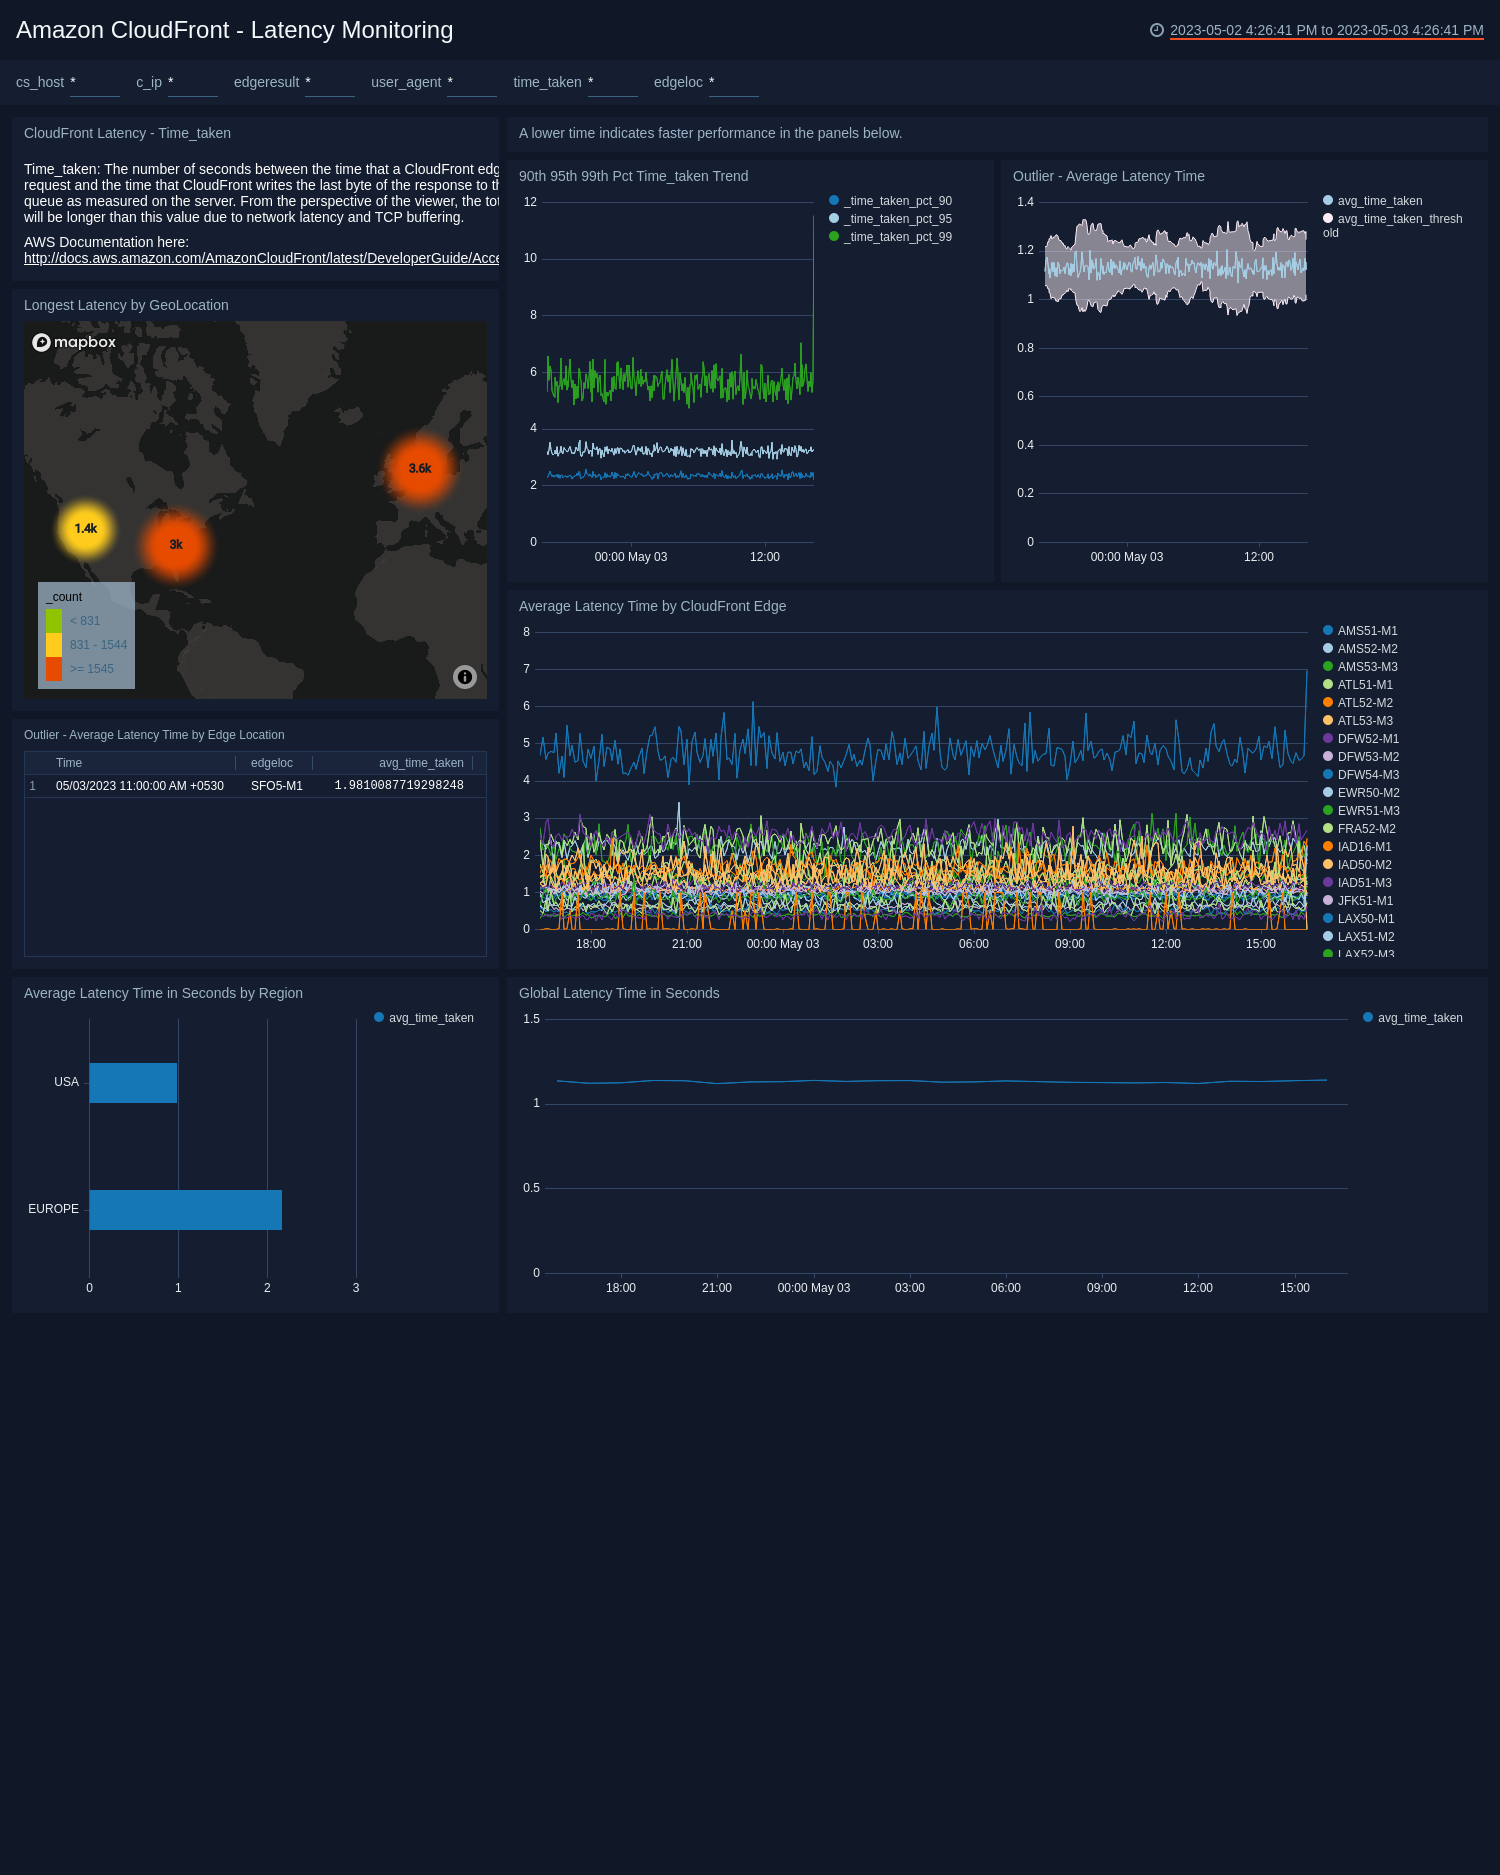 Amazon CloudFront - Latency Monitoring
2023-05-02 4:26:41 PM to 2023-05-03 4:26:41 PM
cs_host * c_ip * edgeresult * user_agent * time_taken * edgeloc *
CloudFront Latency - Time_taken
Time_taken: The number of seconds between the time that a CloudFront edg
request and the time that CloudFront writes the last byte of the response to th
queue as measured on the server. From the perspective of the viewer, the tot
will be longer than this value due to network latency and TCP buffering.
AWS Documentation here:
http://docs.aws.amazon.com/AmazonCloudFront/latest/DeveloperGuide/Acce
A lower time indicates faster performance in the panels below.
90th 95th 99th Pct Time_taken Trend
12
10
8
6
4
2
0
00:00 May 03
12:00
_time_taken_pct_90
_time_taken_pct_95
_time_taken_pct_99
Outlier - Average Latency Time
1.4
1.2
1
0.8
0.6
0.4
0.2
0
00:00 May 03
12:00
avg_time_taken
avg_time_taken_thresh
old
Longest Latency by GeoLocation
mapbox
3.6k
1.4k
3k
_count
< 831
831 - 1544
>= 1545
Average Latency Time by CloudFront Edge
8
7
6
5
4
3
2
1
0
18:00
21:00
00:00 May 03
03:00
06:00
09:00
12:00
15:00
AMS51-M1
AMS52-M2
AMS53-M3
ATL51-M1
ATL52-M2
ATL53-M3
DFW52-M1
DFW53-M2
DFW54-M3
EWR50-M2
EWR51-M3
FRA52-M2
IAD16-M1
IAD50-M2
IAD51-M3
JFK51-M1
LAX50-M1
LAX51-M2
LAX52-M3
Outlier - Average Latency Time by Edge Location
Time edgeloc avg_time_taken
1 05/03/2023 11:00:00 AM +0530 SFO5-M1 1.9810087719298248
Average Latency Time in Seconds by Region
avg_time_taken
USA
EUROPE
0
1
2
3
Global Latency Time in Seconds
1.5
1
0.5
0
18:00
21:00
00:00 May 03
03:00
06:00
09:00
12:00
15:00
avg_time_taken